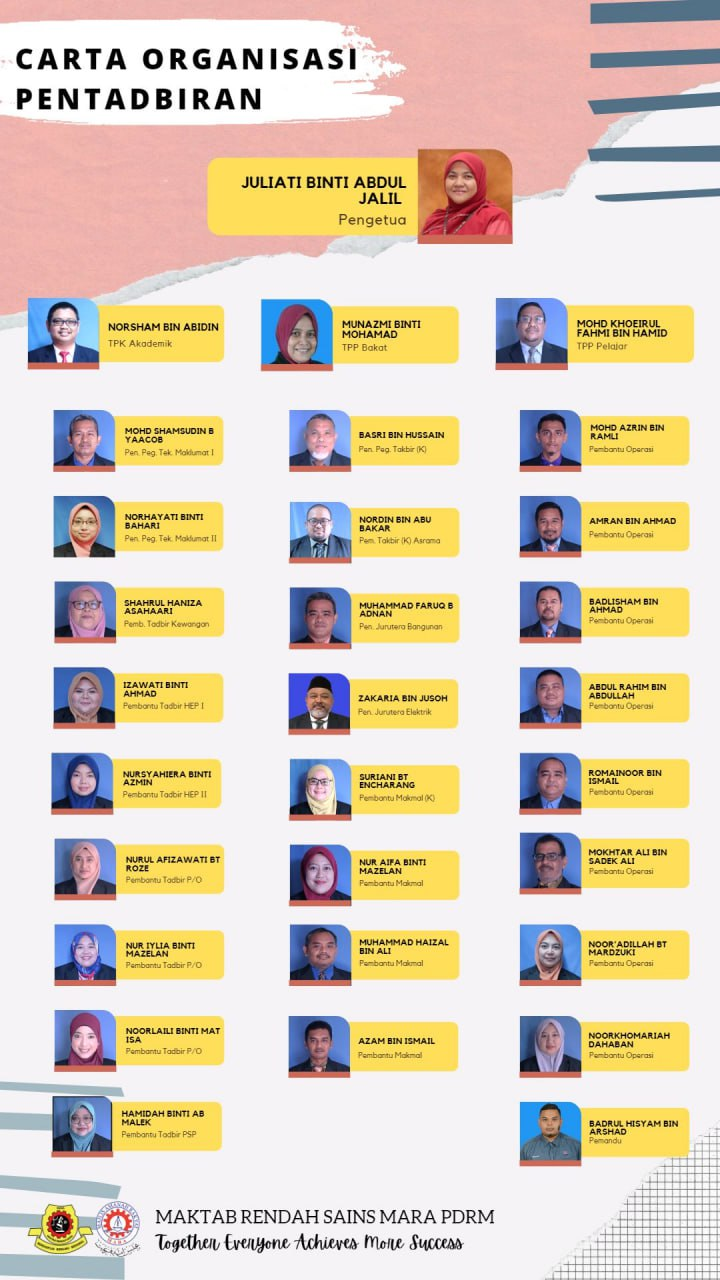 CARTA ORGANISASI
PENTADBIRAN
JULIATI BINTI ABDUL
JALIL
Pengetua
NORSHAM BIN ABIDIN
TPK Akademik
MUNAZMI BINTI
MOHAMAD
TPP Bakat
MOHD KHOEIRUL
FAHMI BIN HAMID
TPP Pelajar
MOHD SHAMSUDIN B
YAACOB
Pen. Peg. Tek. Maklumat I
NORHAYATI BINTI
BAHARI
Pen. Peg. Tek. Maklumat II
SHAHRUL HANIZA
ASAHAARI
Pemb. Tadbir Kewangan
IZAWATI BINTI
AHMAD
Pembantu Tadbir HEP I
NURSYAHIERA BINTI
AZMIN
Pembantu Tadbir HEP II
NURUL AFIZAWATI BT
ROZE
Pembantu Tadbir P/O
NUR IYLIA BINTI
MAZELAN
Pembantu Tadbir P/O
NOORLAILI BINTI MAT
ISA
Pembantu Tadbir P/O
HAMIDAH BINTI AB
MALEK
Pembantu Tadbir PSP
BASRI BIN HUSSAIN
Pen. Peg. Takbir (K)
NORDIN BIN ABU
BAKAR
Pem. Takbir (K) Asrama
MUHAMMAD FARUQ B
ADNAN
Pen. Jurutera Bangunan
ZAKARIA BIN JUSOH
Pen. Jurutera Elektrik
SURIANI BT
ENCHARANG
Pembantu Makmal (K)
NUR AIFA BINTI
MAZELAN
Pembantu Makmal
MUHAMMAD HAIZAL
BIN ALI
Pembantu Makmal
AZAM BIN ISMAIL
Pembantu Makmal
MOHD AZRIN BIN
RAMLI
Pembantu Operasi
AMRAN BIN AHMAD
Pembantu Operasi
BADLISHAM BIN
AHMAD
Pembantu Operasi
ABDUL RAHIM BIN
ABDULLAH
Pembantu Operasi
ROMAINOOR BIN
ISMAIL
Pembantu Operasi
MOKHTAR ALI BIN
SADEK ALI
Pembantu Operasi
NOOR'ADILLAH BT
MARDZUKI
Pembantu Operasi
NOORKHOMARIAH
DAHABAN
Pembantu Operasi
BADRUL HISYAM BIN
ARSHAD
Pemandu
MAKTAB RENDAH SAINS MARA PDRM
Together Everyone Achieves More Success